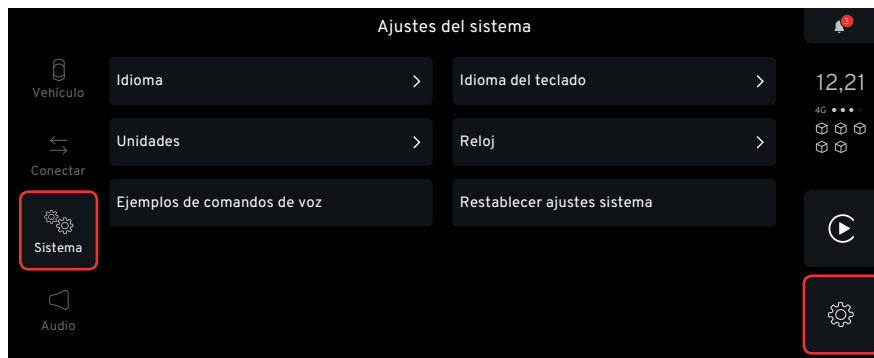 Ajustes del sistema
3
Vehículo
Idioma
Idioma del teclado
12,21
4G
Conectar
Unidades
Reloj
Sistema
Ejemplos de comandos de voz
Restablecer ajustes sistema
Audio